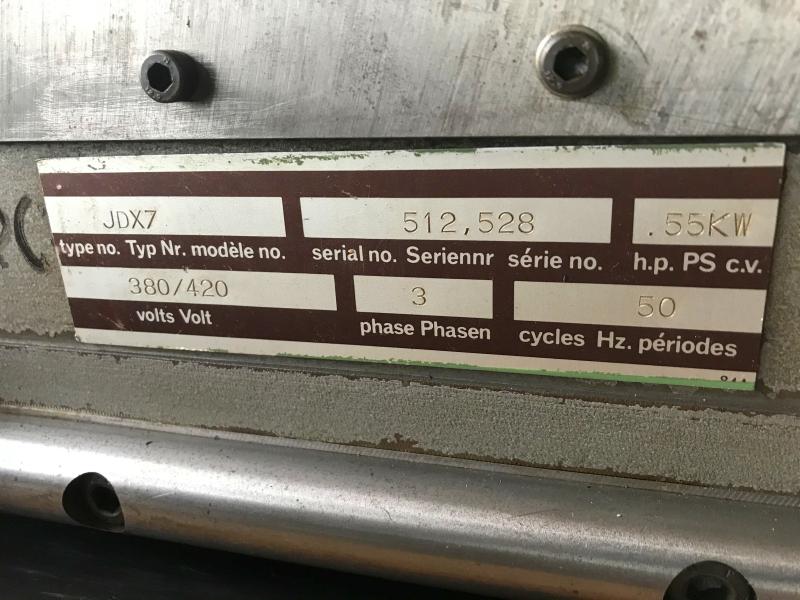 JDX7 512,528 .55KW
type no. Typ Nr. modèle no. serial no. Seriennr série no. h.p. PS c.v.
380/420 3 50
volts Volt phase Phasen cycles Hz. périodes